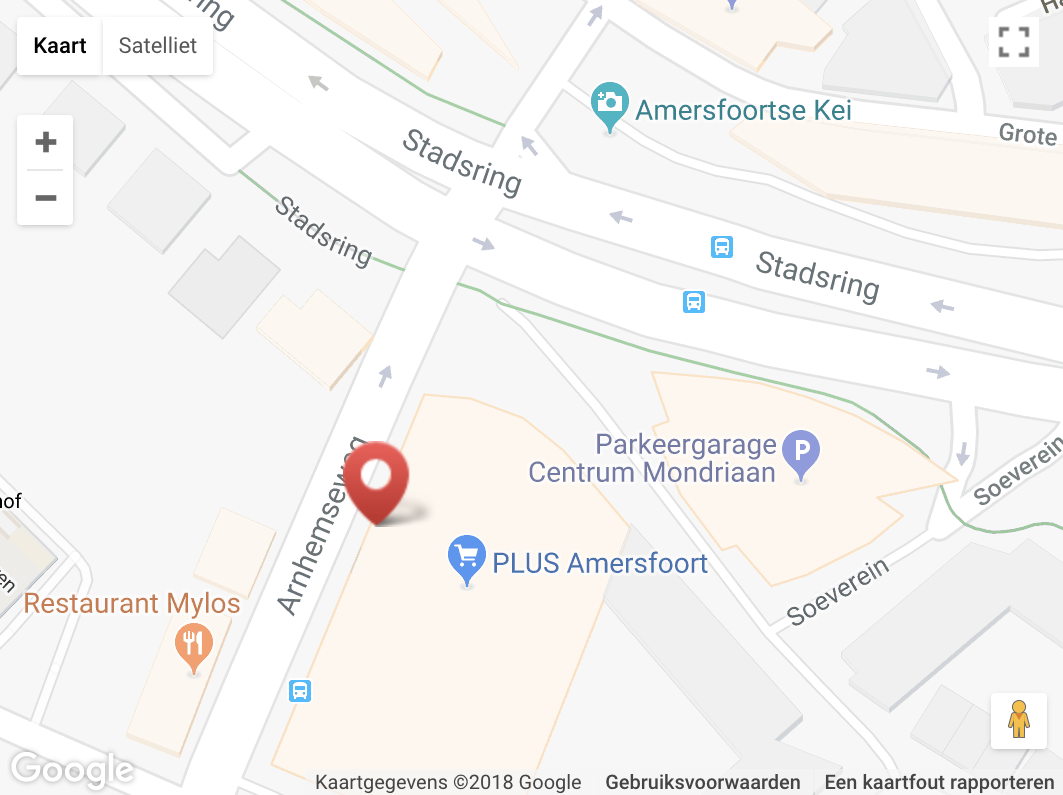 Kaart
Satelliet
Amersfoortse Kei
Grote
Stadsring
Stadsring
Stadsring
Parkeergarage
Centrum Mondriaan
Soeverein
Arnhemseweg
PLUS Amersfoort
Soeverein
Restaurant Mylos
Google
Kaartgegevens ©2018 Google
Gebruiksvoorwaarden
Een kaartfout rapporteren